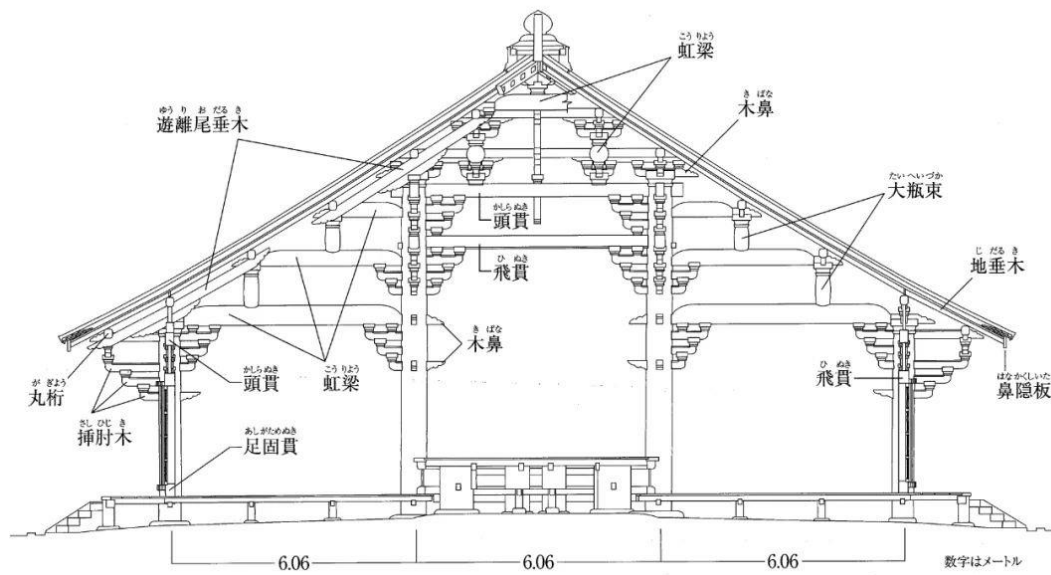 こうりょう
虹梁
きばな
木鼻
ゆうりおだるき
遊離尾垂木
たいへいづか
大瓶束
かしらぬき
頭貫
ひぬき
飛貫
じだるき
地垂木
きばな
木鼻
がぎょう
丸桁
かしらぬき
頭貫
こうりょう
虹梁
ひぬき
飛貫
はなかくしいた
鼻隠板
さしひじき
挿肘木
あしがためぬき
足固貫
6.06
6.06
6.06
数字はメートル